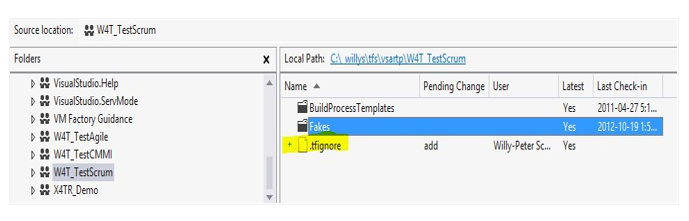 Source location: W4T_TestScrum
Folders x
VisualStudio.Help
VisualStudio.ServMode
VM Factory Guidance
W4T_TestAgile
W4T_TestCMMI
W4T_TestScrum
X4TR_Demo
Local Path: C:\_willys\tfs\vsartp\W4T_TestScrum
Name Pending Change User Latest Last Check-in
BuildProcessTemplates Yes 2011-04-27 5:1...
Fakes Yes 2012-10-19 1:5...
+ .tfignore add Willy-Peter Sc... Yes